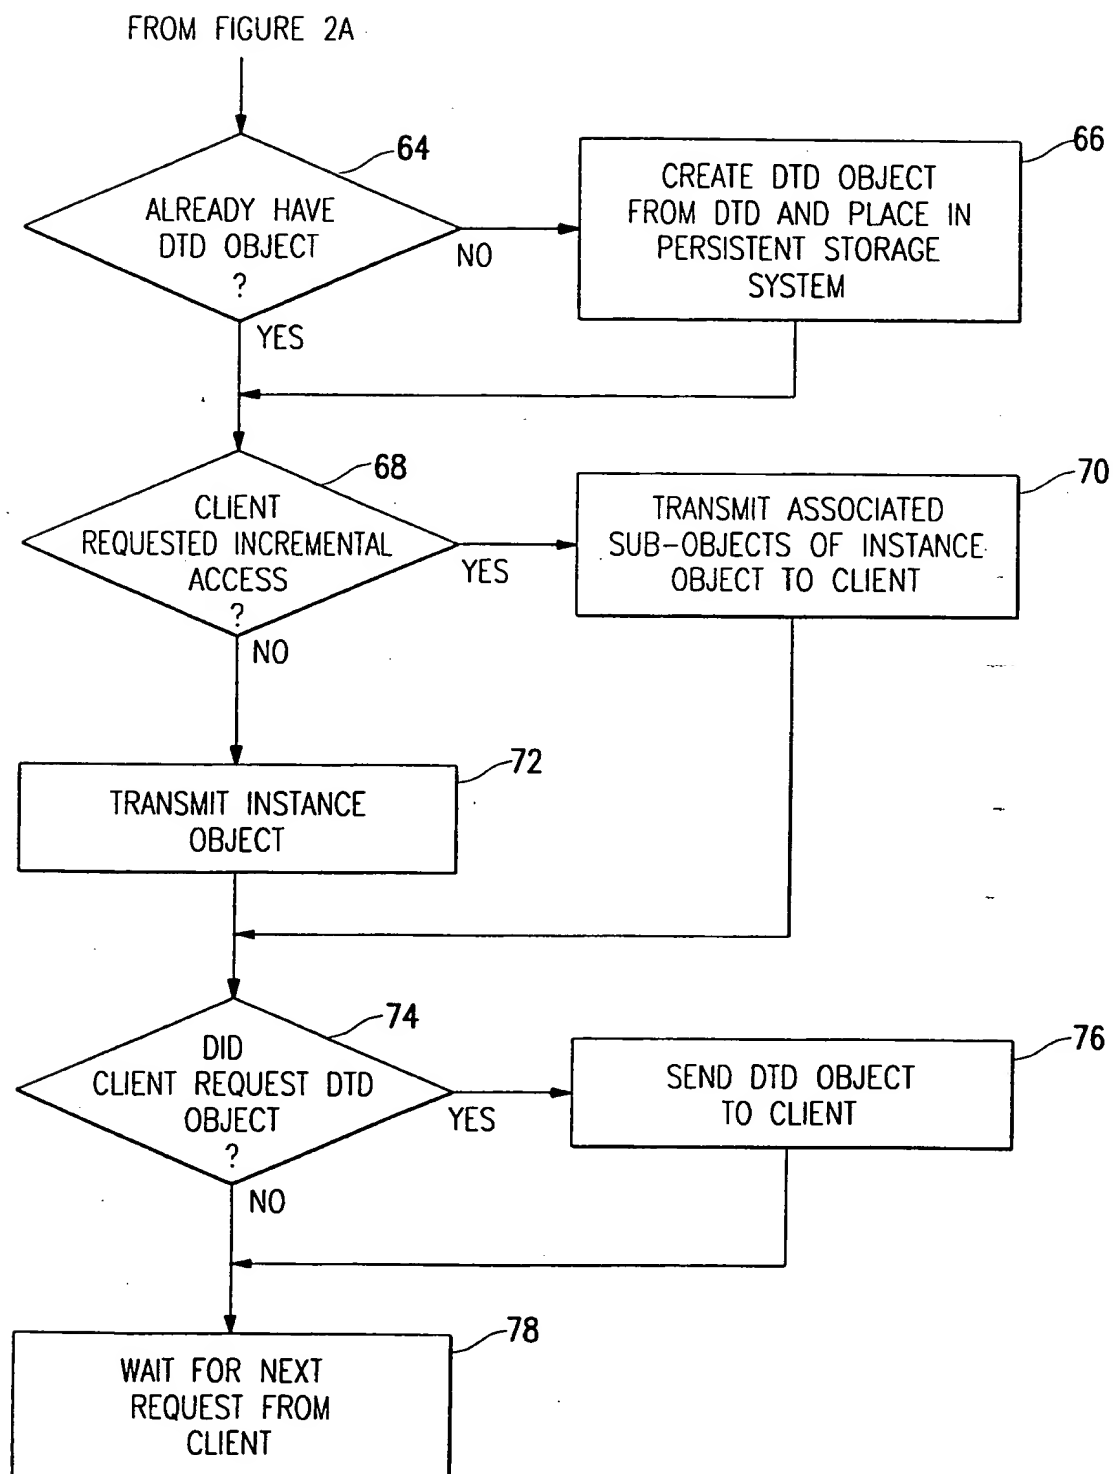 FROM FIGURE 2A
64
ALREADY HAVE
DTD OBJECT
?
NO
YES
66
CREATE DTD OBJECT
FROM DTD AND PLACE IN
PERSISTENT STORAGE
SYSTEM
68
CLIENT
REQUESTED INCREMENTAL
ACCESS
?
YES
NO
70
TRANSMIT ASSOCIATED
SUB-OBJECTS OF INSTANCE
OBJECT TO CLIENT
72
TRANSMIT INSTANCE
OBJECT
74
DID
CLIENT REQUEST DTD
OBJECT
?
YES
NO
76
SEND DTD OBJECT
TO CLIENT
78
WAIT FOR NEXT
REQUEST FROM
CLIENT